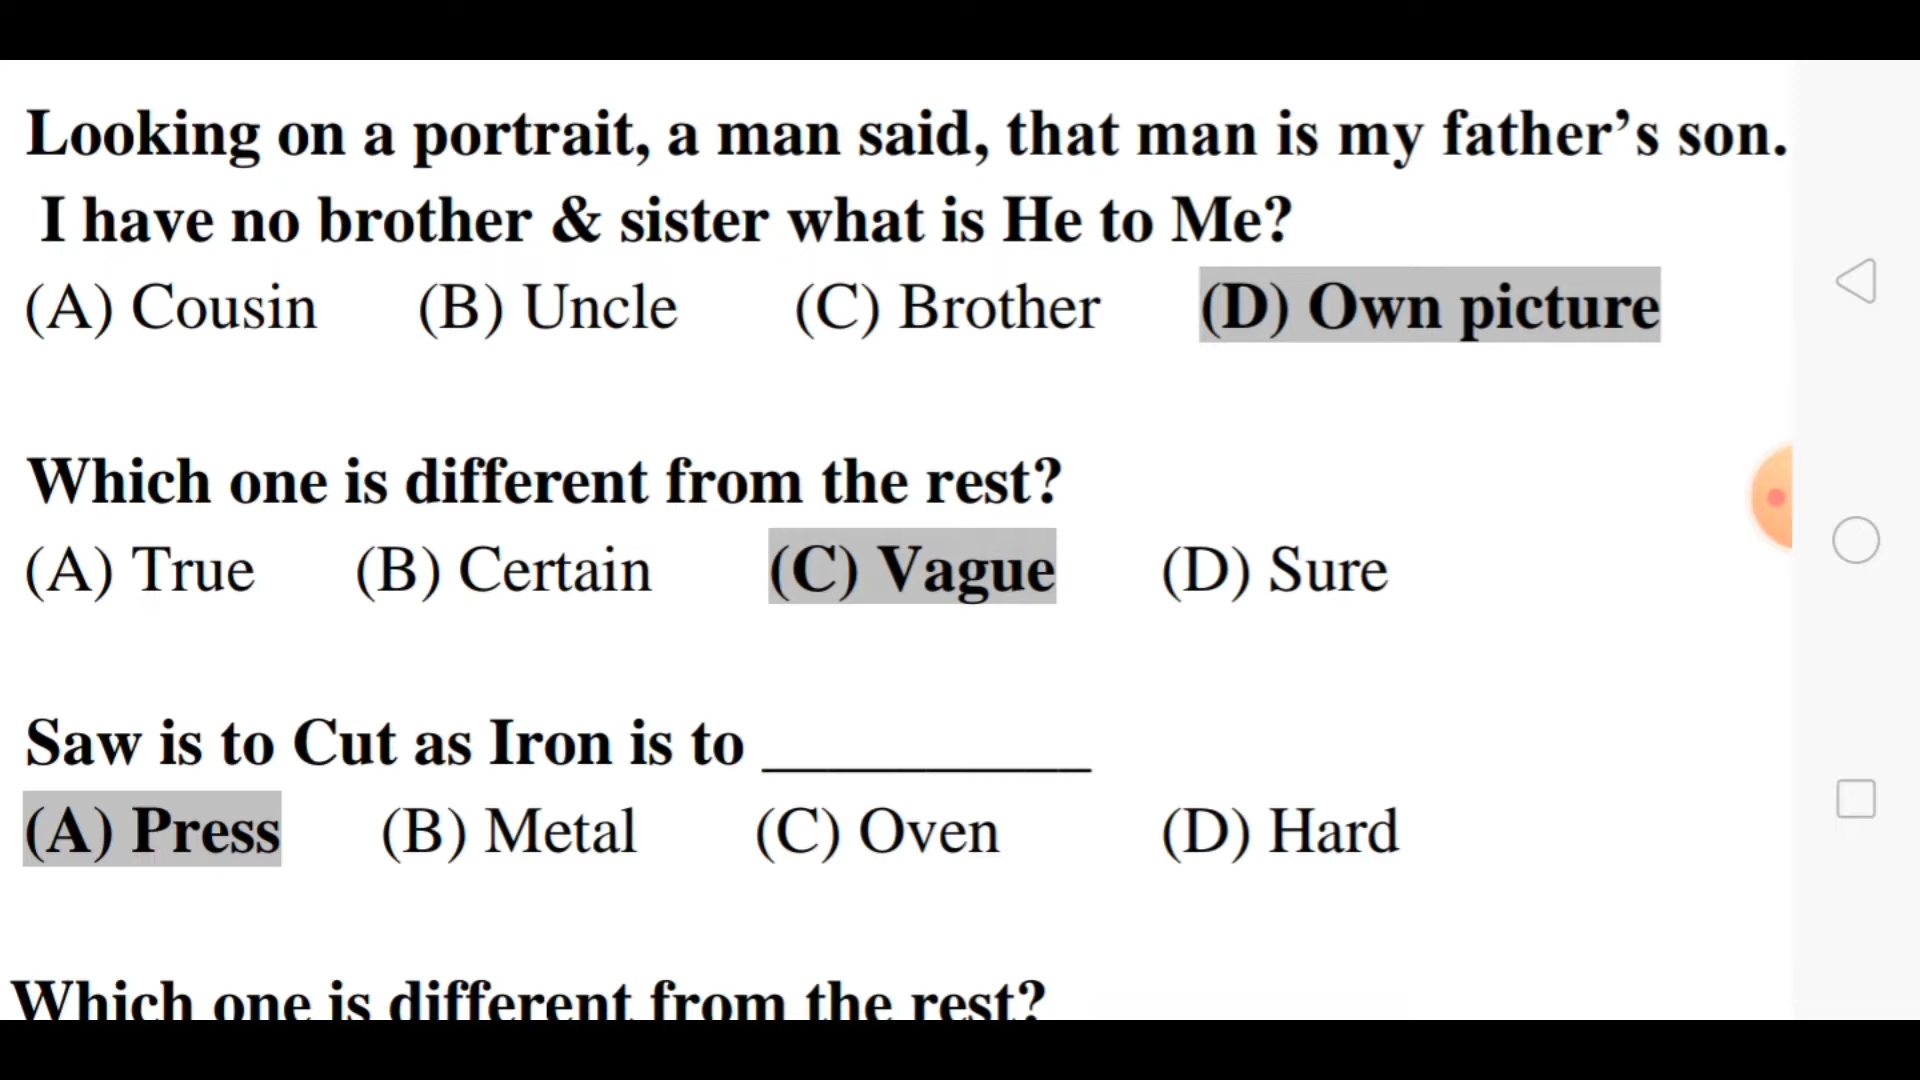 Looking on a portrait, a man said, that man is my father’s son.
I have no brother & sister what is He to Me?
(A) Cousin (B) Uncle (C) Brother (D) Own picture
Which one is different from the rest?
(A) True (B) Certain (C) Vague (D) Sure
Saw is to Cut as Iron is to __________
(A) Press (B) Metal (C) Oven (D) Hard
Which one is different from the rest?